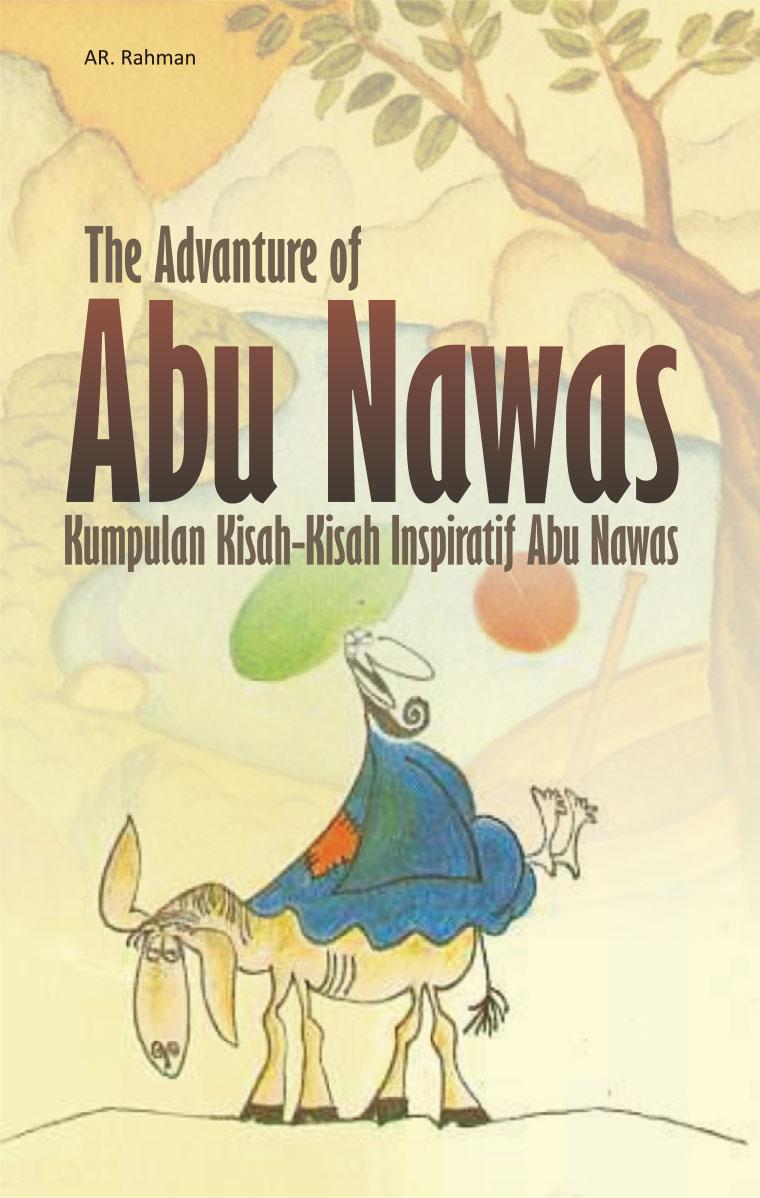 AR. Rahman
The Advanture of
Abu Nawas
Kumpulan Kisah-Kisah Inspiratif Abu Nawas